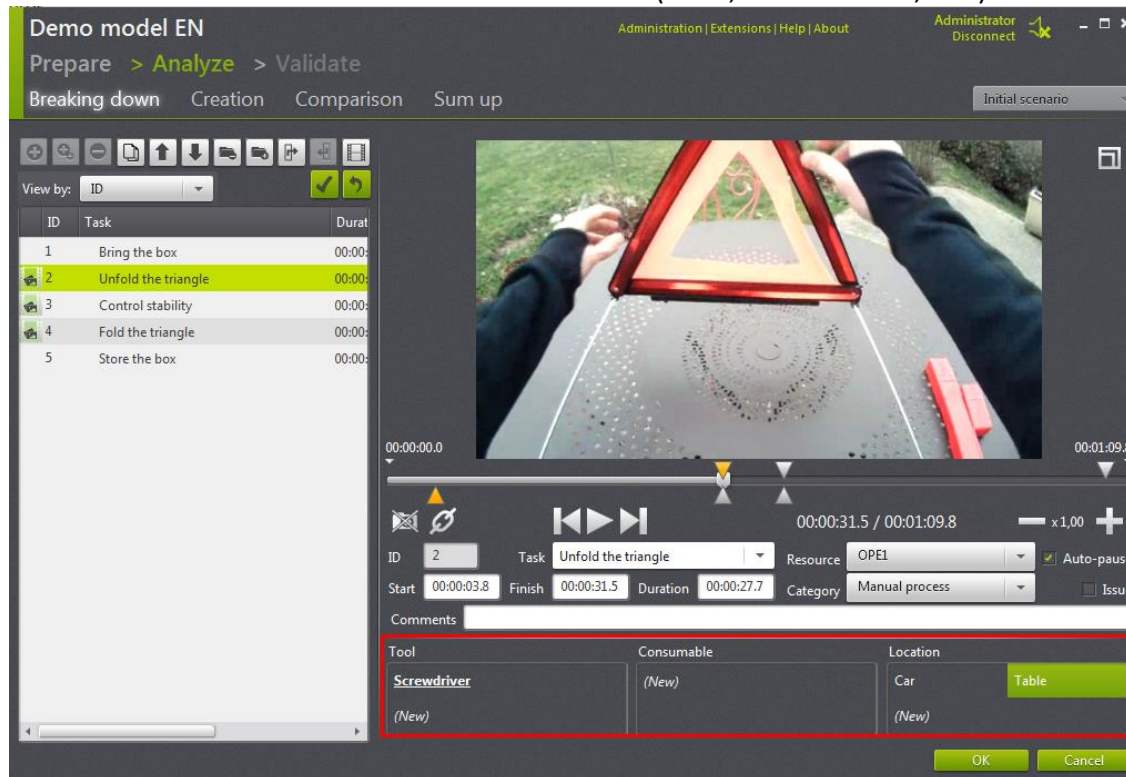 Demo model EN
Administration | Extensions | Help | About
Administrator
Disconnect
Prepare > Analyze > Validate
Breaking down Creation Comparison Sum up
Initial scenario
View by: ID
ID Task Durat
1 Bring the box 00:00:
2 Unfold the triangle 00:00:
3 Control stability 00:00:
4 Fold the triangle 00:00:
5 Store the box 00:00:
00:00:00.0 00:01:09.8
00:00:31.5 / 00:01:09.8 x1,00
ID 2 Task Unfold the triangle Resource OPE1 Auto-paus
Start 00:00:03.8 Finish 00:00:31.5 Duration 00:00:27.7 Category Manual process Issu
Comments
Tool Consumable Location
Screwdriver (New) Car Table
(New) (New)
OK Cancel